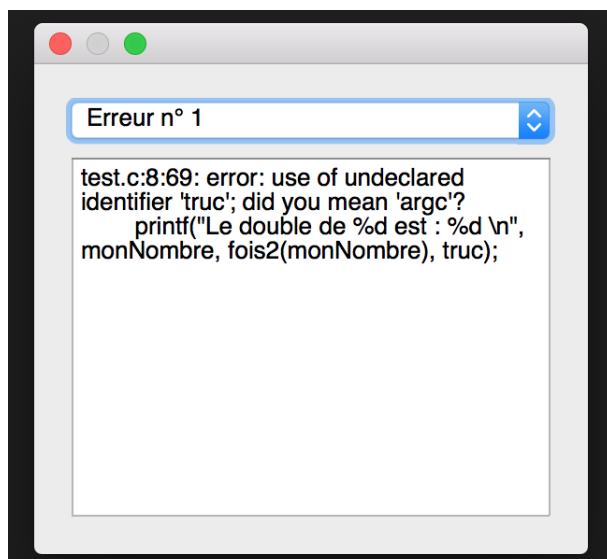 Erreur n° 1
test.c:8:69: error: use of undeclared
identifier 'truc'; did you mean 'argc'?
printf("Le double de %d est : %d \n",
monNombre, fois2(monNombre), truc);